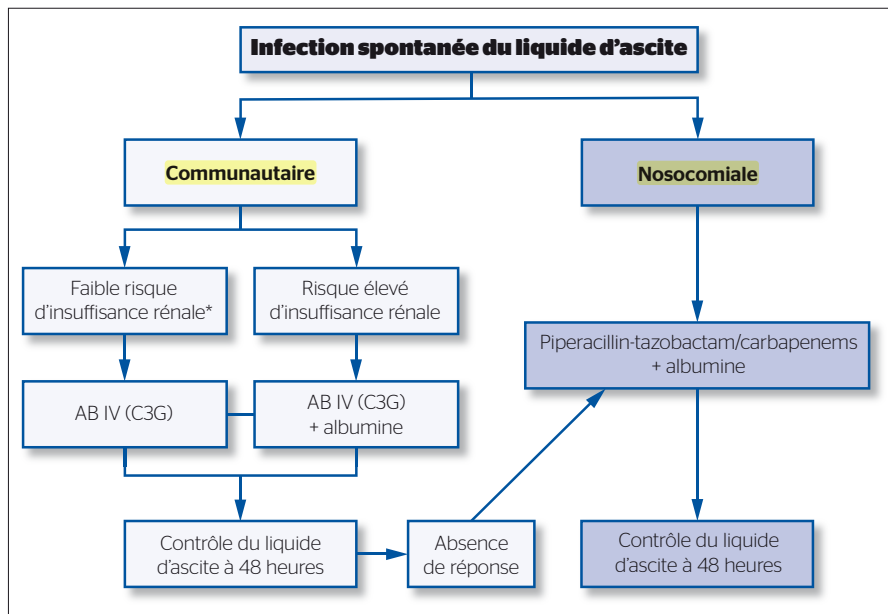 Infection spontanée du liquide d'ascite
Communautaire
Nosocomiale
Faible risque
d'insuffisance rénale*
Risque élevé
d'insuffisance rénale
Piperacillin-tazobactam/carbapenems
+ albumine
AB IV (C3G)
AB IV (C3G)
+ albumine
Contrôle du liquide
d'ascite à 48 heures
Absence
de réponse
Contrôle du liquide
d'ascite à 48 heures